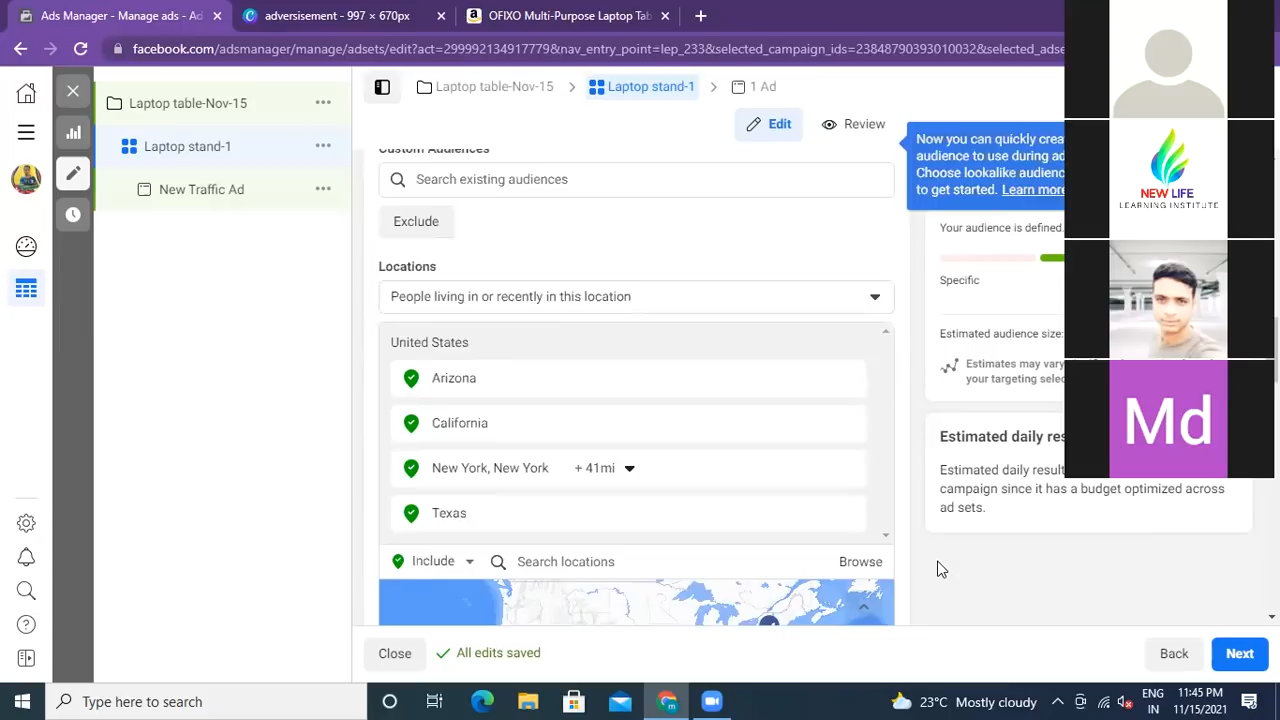 Ads Manager - Manage ads - Ad
adversisement - 997 × 670px
OFIXO Multi-Purpose Laptop Tabl
facebook.com/adsmanager/manage/adsets/edit?act=299992134917779&nav_entry_point=lep_233&selected_campaign_ids=23848790393010032&selected_adse
Laptop table-Nov-15
Laptop stand-1
New Traffic Ad
Laptop table-Nov-15
Laptop stand-1
1 Ad
Edit
Review
Now you can quickly crea
audience to use during ad
Choose lookalike audienc
to get started. Learn more
Custom Audiences
Search existing audiences
Exclude
Locations
People living in or recently in this location
United States
Arizona
California
New York, New York + 41mi
Texas
Include
Search locations
Browse
Your audience is defined.
Specific
Estimated audience size:
Estimates may vary
your targeting selec
Estimated daily res
Estimated daily result
campaign since it has a budget optimized across
ad sets.
NEW LIFE
LEARNING INSTITUTE
Md
Close
All edits saved
Back
Next
Type here to search
23°C Mostly cloudy
ENG
IN
11:45 PM
11/15/2021